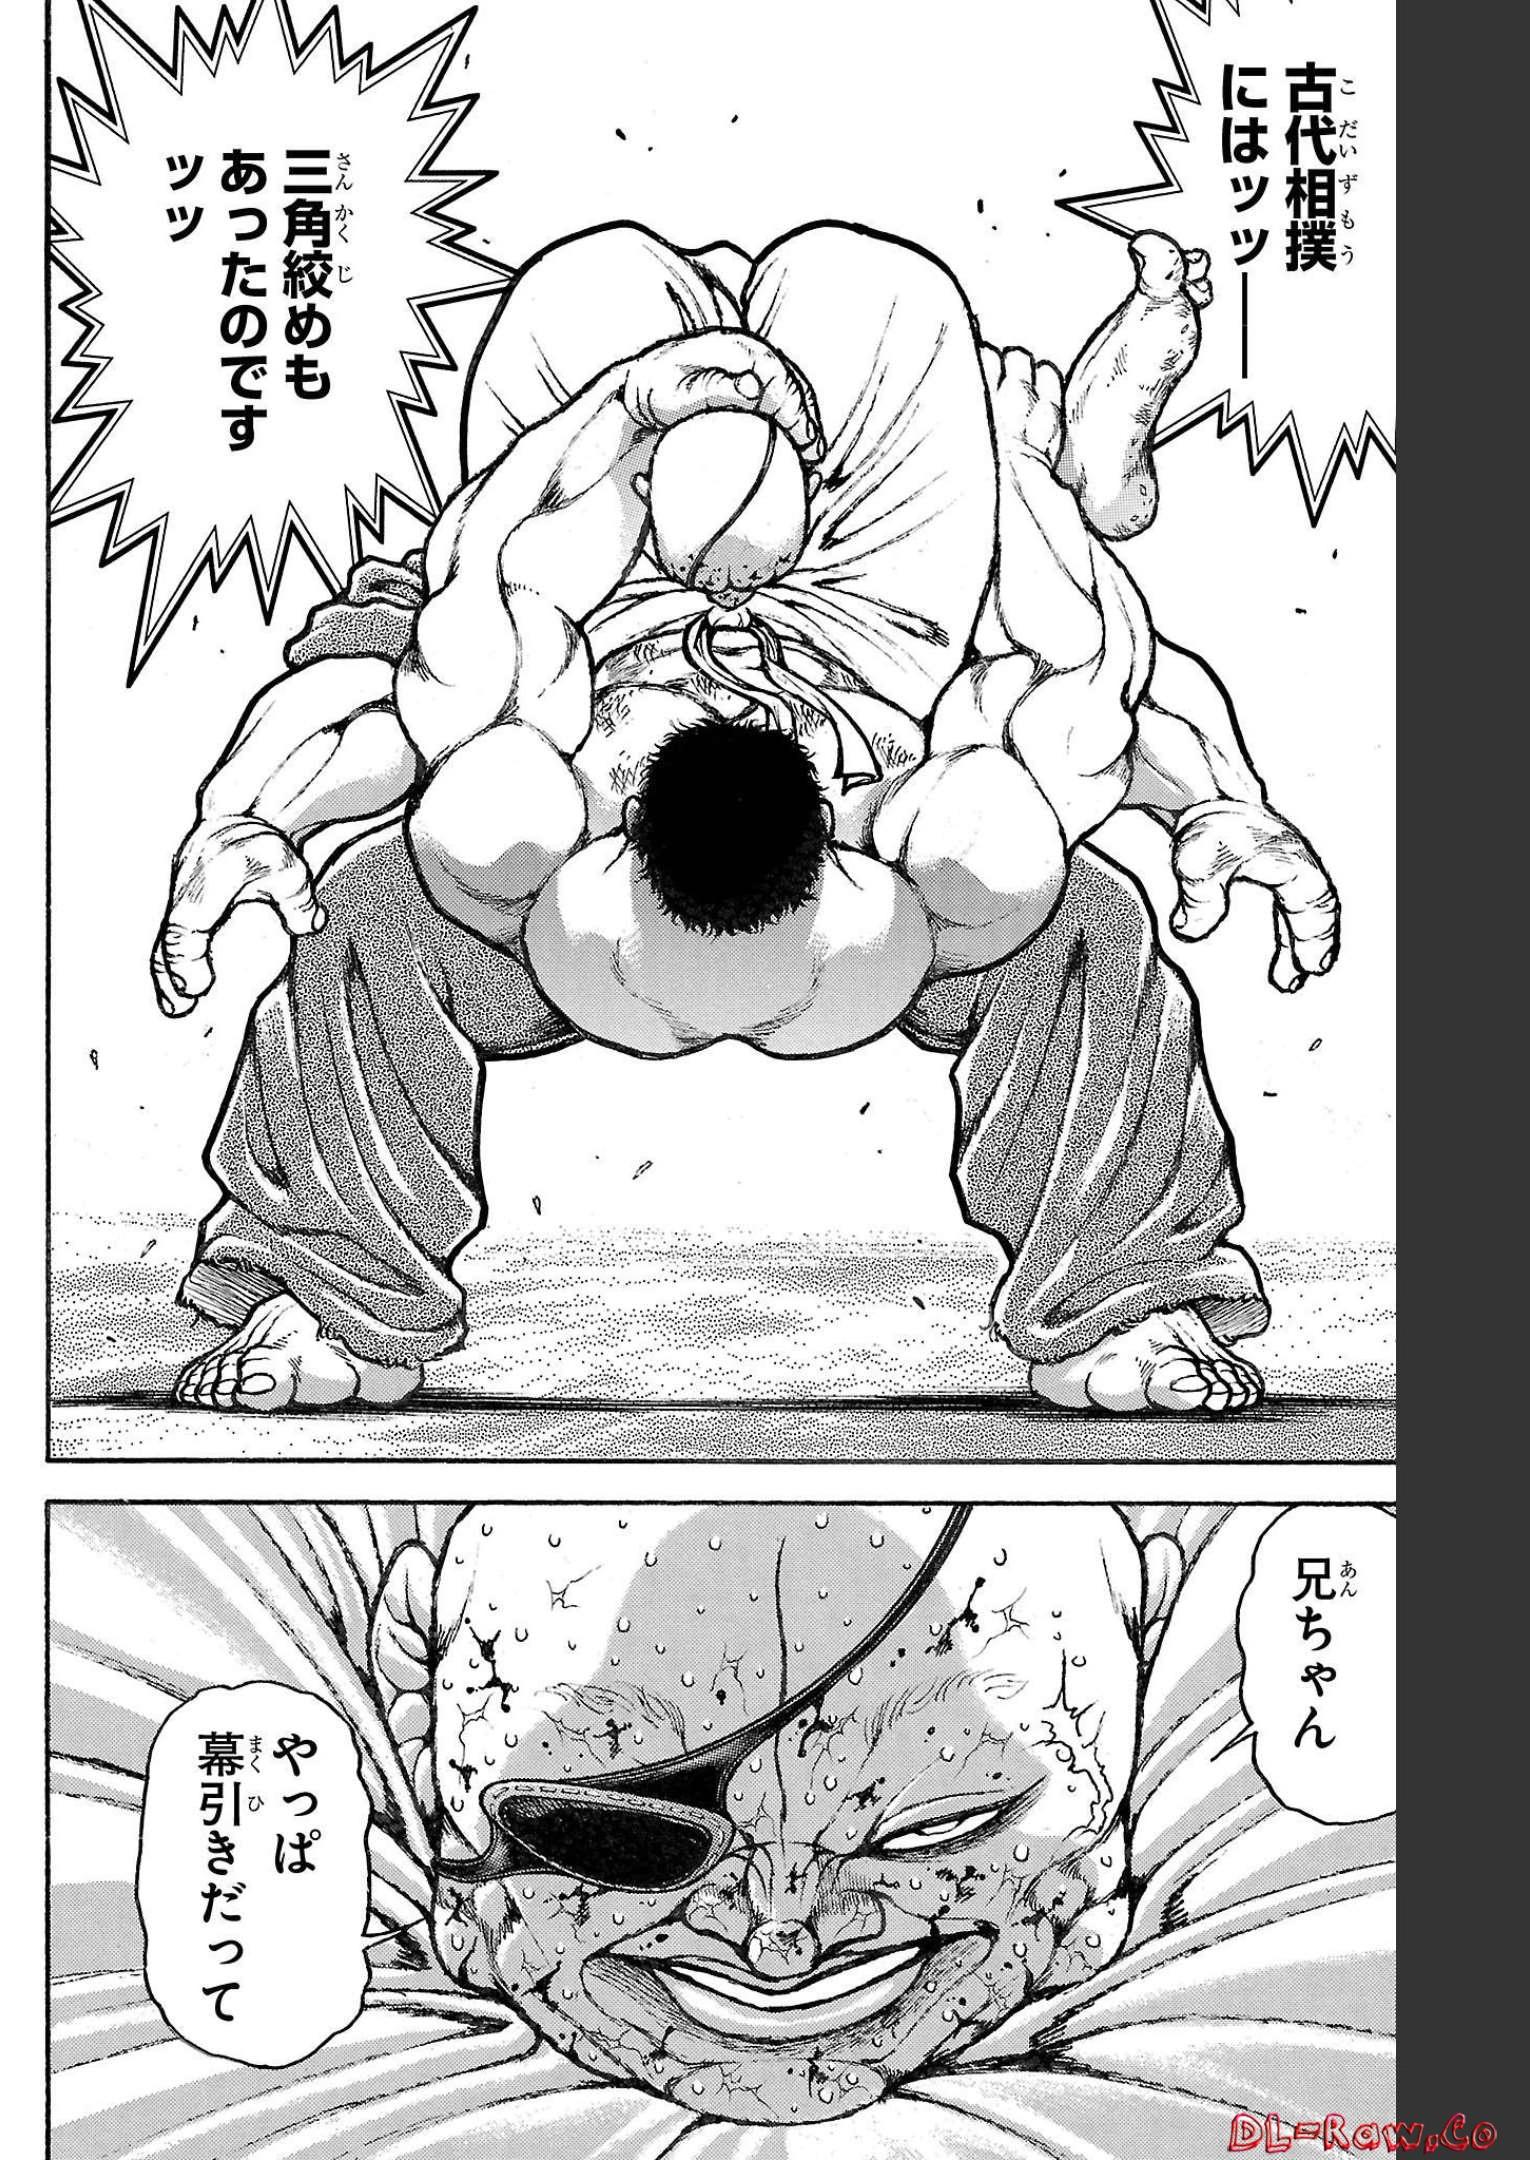 古代相撲
にはッッ――
三角絞めも
あったのです
ッッ
兄ちゃん
やっぱ
幕引きだって
DL-Raw.Co